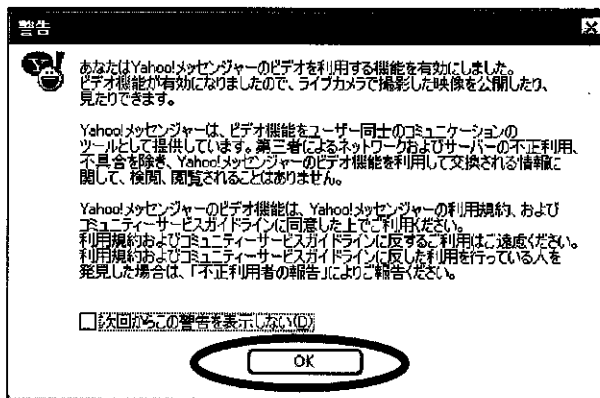 警告
あなたはYahoo!メッセンジャーのビデオを利用する機能を有効にしました。
ビデオ機能が有効になりましたので、ライブカメラで撮影した映像を公開したり、
見たりできます。
Yahoo!メッセンジャーは、ビデオ機能をユーザー同士のコミュニケーションの
ツールとして提供しています。第三者によるネットワークおよびサーバーの不正利用、
不具合を除き、Yahoo!メッセンジャーのビデオ機能を利用して交換される情報に
関して、検閲、閲覧されることはありません。
Yahoo!メッセンジャーのビデオ機能は、Yahoo!メッセンジャーの利用規約、および
コミュニティーサービスガイドラインに同意した上でご利用ください。
利用規約およびコミュニティーサービスガイドラインに反するご利用はご遠慮ください。
利用規約およびコミュニティーサービスガイドラインに反した利用を行っている人を
発見した場合は、「不正利用者の報告」によりご報告ください。
次回からこの警告を表示しない(D)
OK